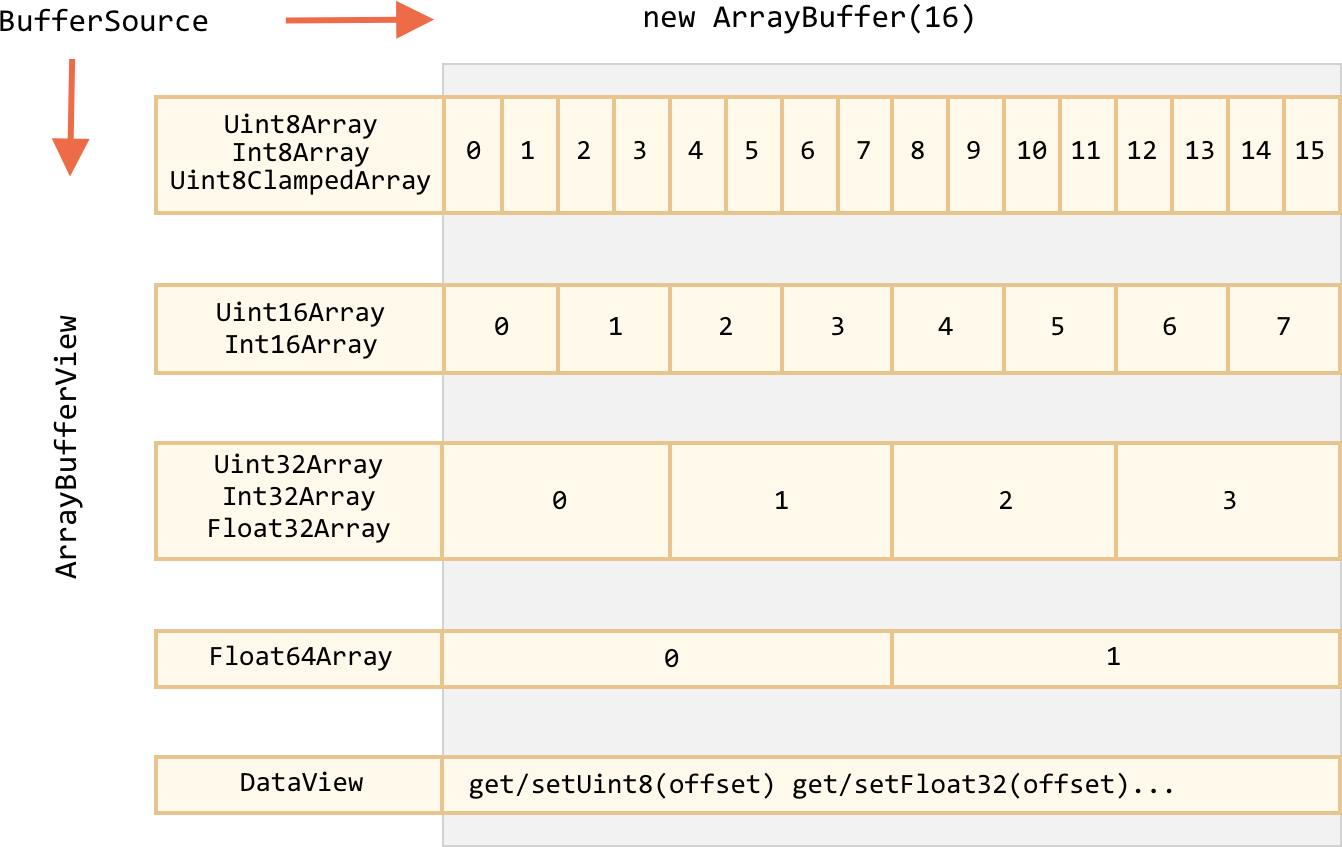 BufferSource
new ArrayBuffer(16)
ArrayBufferView
Uint8Array
Int8Array
Uint8ClampedArray
0 1 2 3 4 5 6 7 8 9 10 11 12 13 14 15
Uint16Array
Int16Array
0 1 2 3 4 5 6 7
Uint32Array
Int32Array
Float32Array
0 1 2 3
Float64Array
0 1
DataView
get/setUint8(offset) get/setFloat32(offset)...